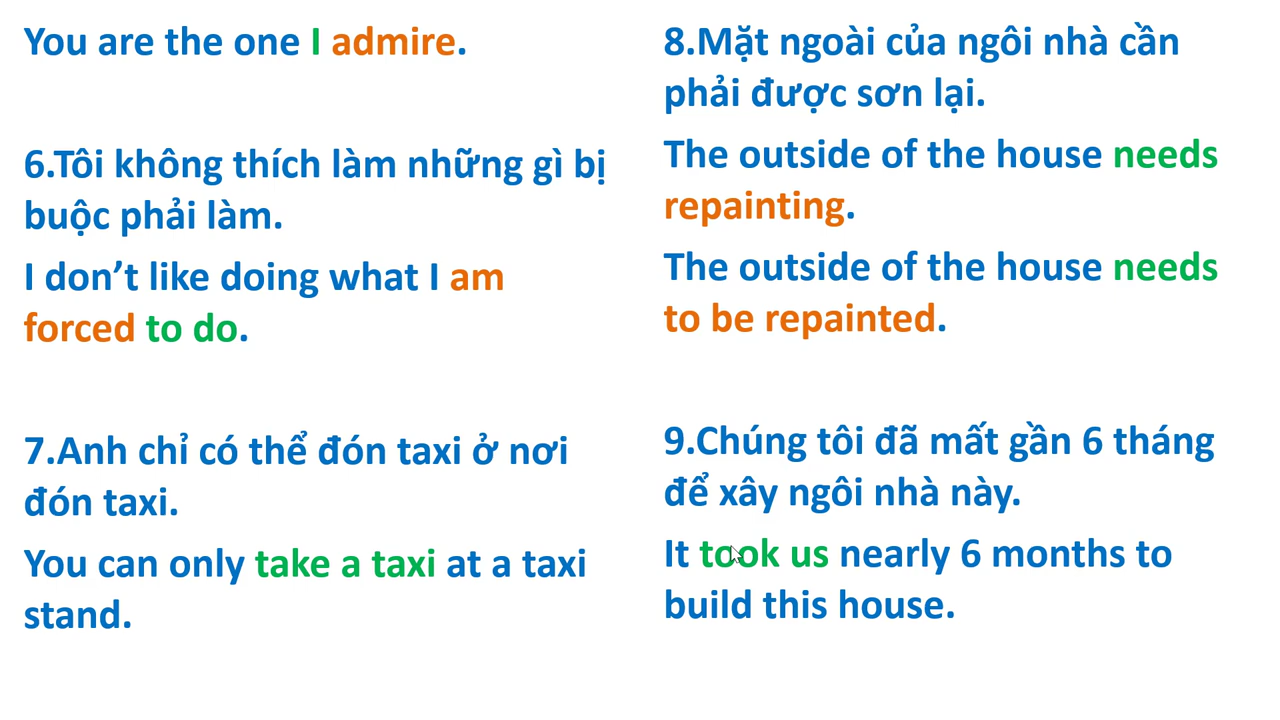 You are the one I admire.
6.Tôi không thích làm những gì bị
buộc phải làm.
I don’t like doing what I am
forced to do.
7.Anh chỉ có thể đón taxi ở nơi
đón taxi.
You can only take a taxi at a taxi
stand.
8.Mặt ngoài của ngôi nhà cần
phải được sơn lại.
The outside of the house needs
repainting.
The outside of the house needs
to be repainted.
9.Chúng tôi đã mất gần 6 tháng
để xây ngôi nhà này.
It took us nearly 6 months to
build this house.